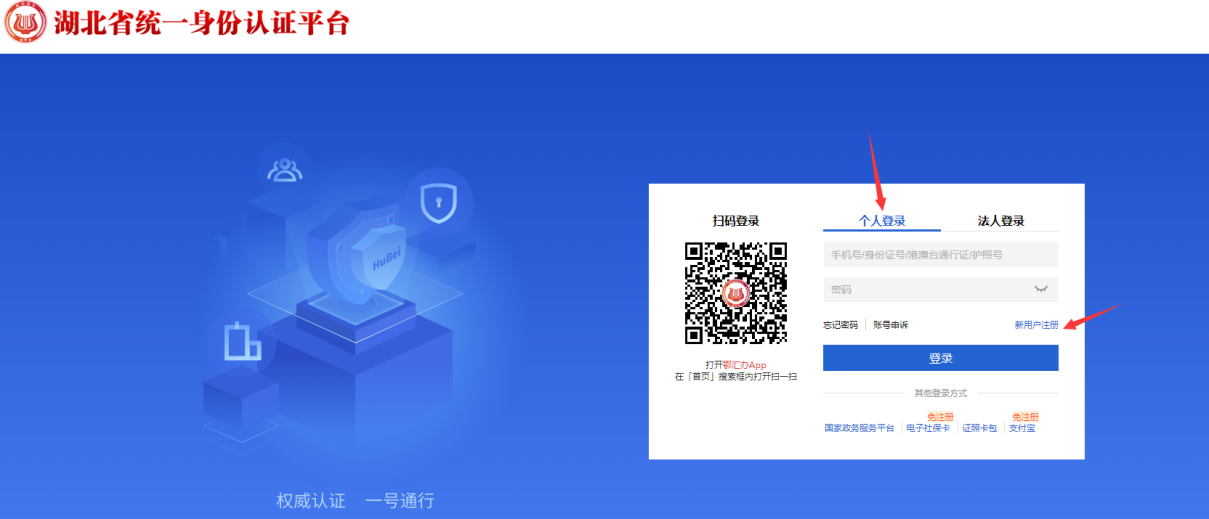 湖北省统一身份认证平台
HuBei
权威认证 一号通行
扫码登录
打开鄂汇办App
在「首页」搜索框内打开扫一扫
个人登录 法人登录
手机号/身份证号/港澳台通行证/护照号
密码
忘记密码 账号申诉 新用户注册
登录
其他登录方式
免注册 免注册
国家政务服务平台 电子社保卡 证照卡包 支付宝